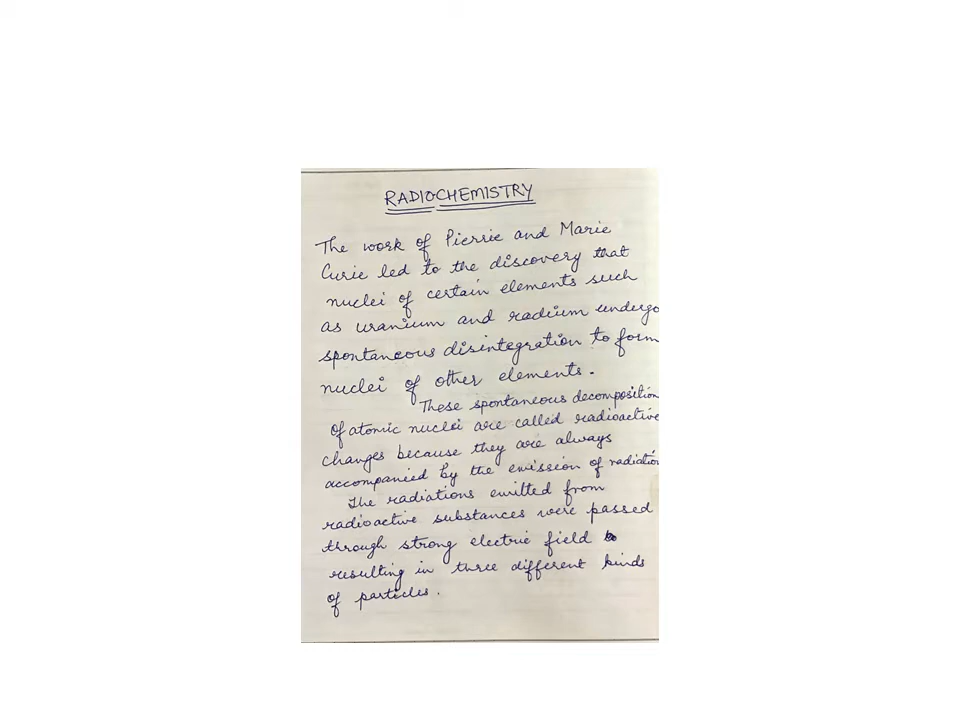 RADIOCHEMISTRY
The work of Pierrie and Marie
Curie led to the discovery that
nuclei of certain elements such
as uranium and radium undergo
spontaneous disintegration to form
nuclei of other elements.
These spontaneous decomposition
of atomic nuclei are called radioactive
changes because they are always
accompanied by the emission of radiation
The radiations emitted from
radioactive substances were passed
through strong electric field
resulting in three different kinds
of particles.